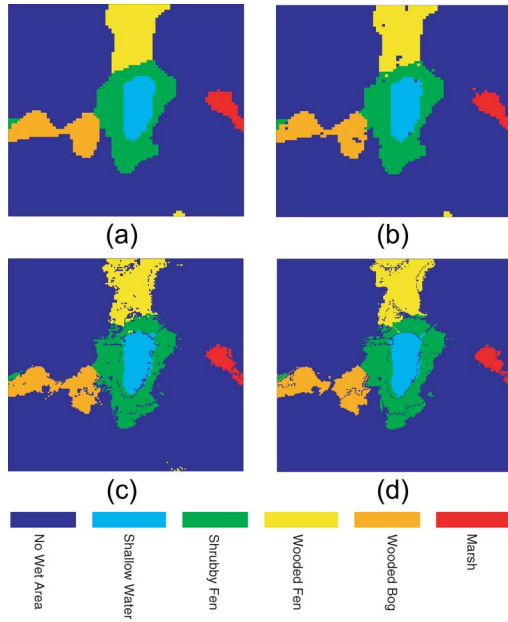 (a)
(b)
(c)
(d)
No Wet Area
Shallow Water
Shrubby Fen
Wooded Fen
Wooded Bog
Marsh